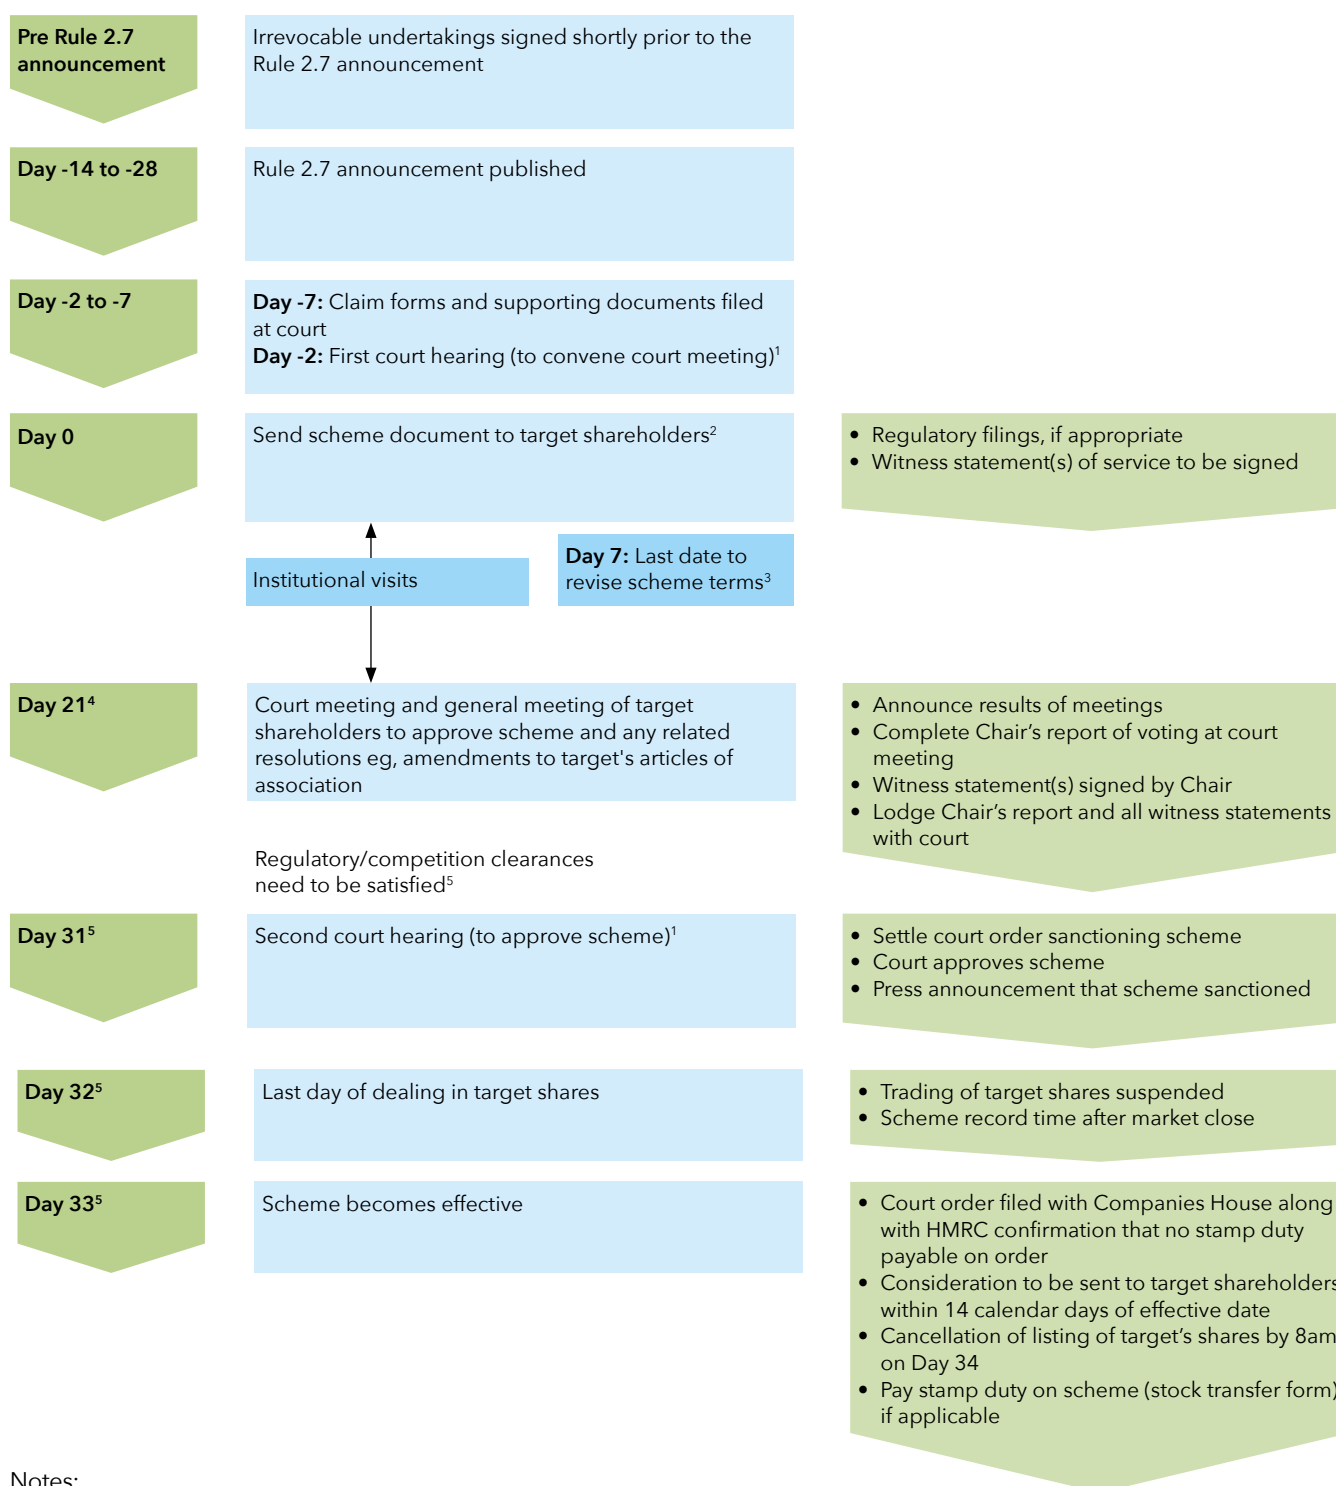 Pre Rule 2.7
announcement
Irrevocable undertakings signed shortly prior to the
Rule 2.7 announcement
Day -14 to -28
Rule 2.7 announcement published
Day -2 to -7
Day -7: Claim forms and supporting documents filed
at court
Day -2: First court hearing (to convene court meeting)¹
Day 0
Send scheme document to target shareholders²
• Regulatory filings, if appropriate
• Witness statement(s) of service to be signed
Institutional visits
Day 7: Last date to
revise scheme terms³
Day 21⁴
Court meeting and general meeting of target
shareholders to approve scheme and any related
resolutions eg, amendments to target's articles of
association
• Announce results of meetings
• Complete Chair's report of voting at court
meeting
• Witness statement(s) signed by Chair
• Lodge Chair's report and all witness statements
with court
Regulatory/competition clearances
need to be satisfied⁵
Day 31⁵
Second court hearing (to approve scheme)¹
• Settle court order sanctioning scheme
• Court approves scheme
• Press announcement that scheme sanctioned
Day 32⁵
Last day of dealing in target shares
• Trading of target shares suspended
• Scheme record time after market close
Day 33⁵
Scheme becomes effective
• Court order filed with Companies House along
with HMRC confirmation that no stamp duty
payable on order
• Consideration to be sent to target shareholders
within 14 calendar days of effective date
• Cancellation of listing of target's shares by 8am
on Day 34
• Pay stamp duty on scheme (stock transfer form)
if applicable
Notes: